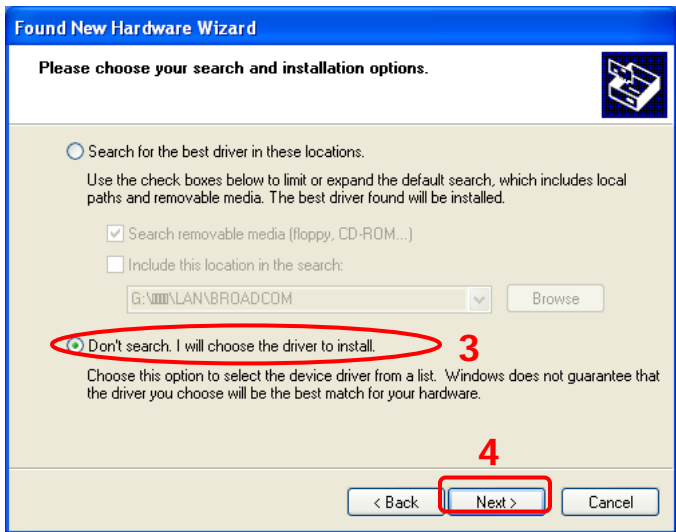 Found New Hardware Wizard
Please choose your search and installation options.
Search for the best driver in these locations.
Use the check boxes below to limit or expand the default search, which includes local
paths and removable media. The best driver found will be installed.
Search removable media (floppy, CD-ROM...)
Include this location in the search:
\LAN\BROADCOM
Browse
Don't search. I will choose the driver to install.
3
Choose this option to select the device driver from a list. Windows does not guarantee that
the driver you choose will be the best match for your hardware.
4
< Back Next > Cancel